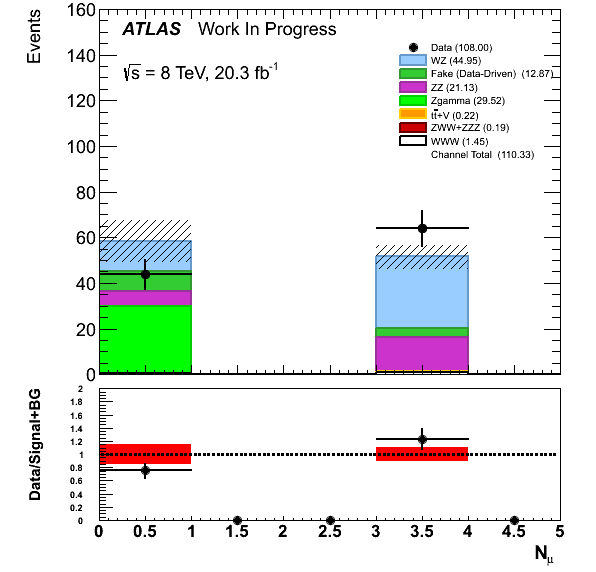 Events
160
140
120
100
80
60
40
20
0
ATLAS Work In Progress
√s = 8 TeV, 20.3 fb⁻¹
Data (108.00)
WZ (44.95)
Fake (Data-Driven) (12.87)
ZZ (21.13)
Zgamma (29.52)
tt̄+V (0.22)
ZWW+ZZZ (0.19)
WWW (1.45)
Channel Total (110.33)
Data/Signal+BG
2
1.8
1.6
1.4
1.2
1
0.8
0.6
0.4
0.2
0
0 0.5 1 1.5 2 2.5 3 3.5 4 4.5 5
Nμ